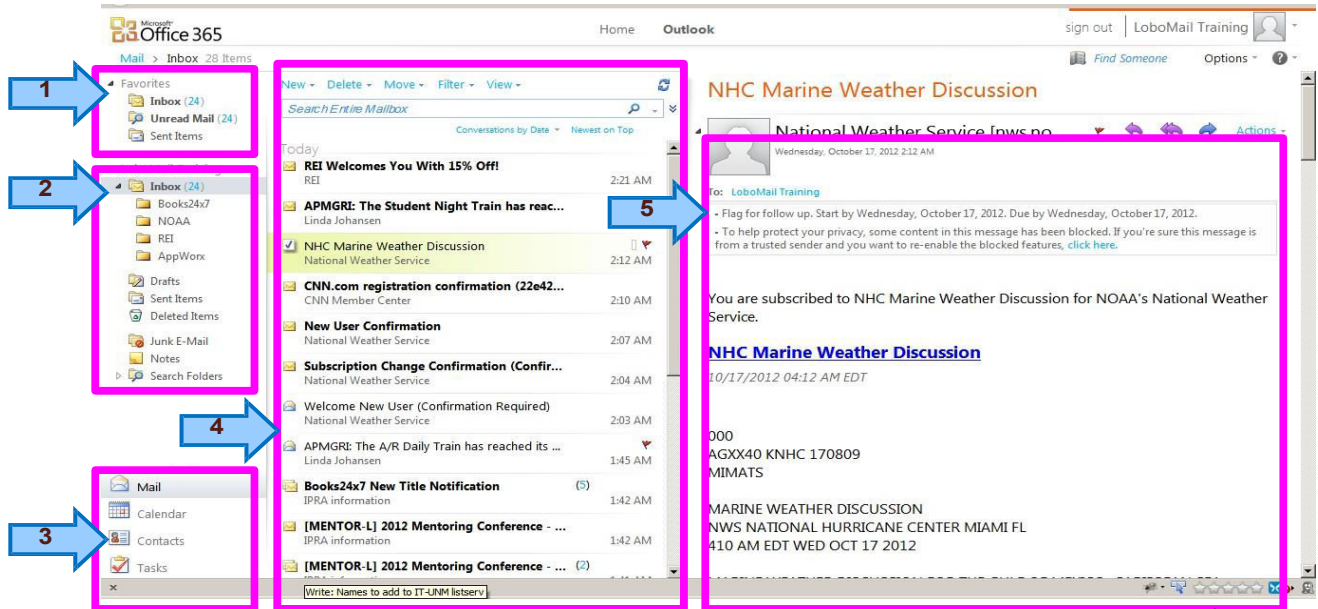 Microsoft®
Office 365
Home Outlook
sign out LoboMail Training
Mail > Inbox 28 Items
Find Someone Options
1
Favorites
Inbox (24)
Unread Mail (24)
Sent Items
2
Inbox (24)
Books24x7
NOAA
REI
AppWorx
Drafts
Sent Items
Deleted Items
Junk E-Mail
Notes
Search Folders
3
Mail
Calendar
Contacts
Tasks
4
New Delete Move Filter View
Search Entire Mailbox
Conversations by Date Newest on Top
Today
REI Welcomes You With 15% Off!
REI 2:21 AM
APMGRI: The Student Night Train has reac...
Linda Johansen
NHC Marine Weather Discussion
National Weather Service 2:12 AM
CNN.com registration confirmation (22e42...
CNN Member Center 2:10 AM
New User Confirmation
National Weather Service 2:07 AM
Subscription Change Confirmation (Confir...
National Weather Service 2:04 AM
Welcome New User (Confirmation Required)
National Weather Service 2:03 AM
APMGRI: The A/R Daily Train has reached its ...
Linda Johansen 1:45 AM
Books24x7 New Title Notification (5)
IPRA information 1:42 AM
[MENTOR-L] 2012 Mentoring Conference - ...
IPRA information 1:42 AM
[MENTOR-L] 2012 Mentoring Conference - ... (2)
Write: Names to add to IT-UNM listserv
5
NHC Marine Weather Discussion
National Weather Service [nws.no
Actions
Wednesday, October 17, 2012 2:12 AM
To: LoboMail Training
- Flag for follow up. Start by Wednesday, October 17, 2012. Due by Wednesday, October 17, 2012.
- To help protect your privacy, some content in this message has been blocked. If you're sure this message is
from a trusted sender and you want to re-enable the blocked features, click here.
You are subscribed to NHC Marine Weather Discussion for NOAA's National Weather
Service.
NHC Marine Weather Discussion
10/17/2012 04:12 AM EDT
000
AGXX40 KNHC 170809
MIMATS
MARINE WEATHER DISCUSSION
NWS NATIONAL HURRICANE CENTER MIAMI FL
410 AM EDT WED OCT 17 2012